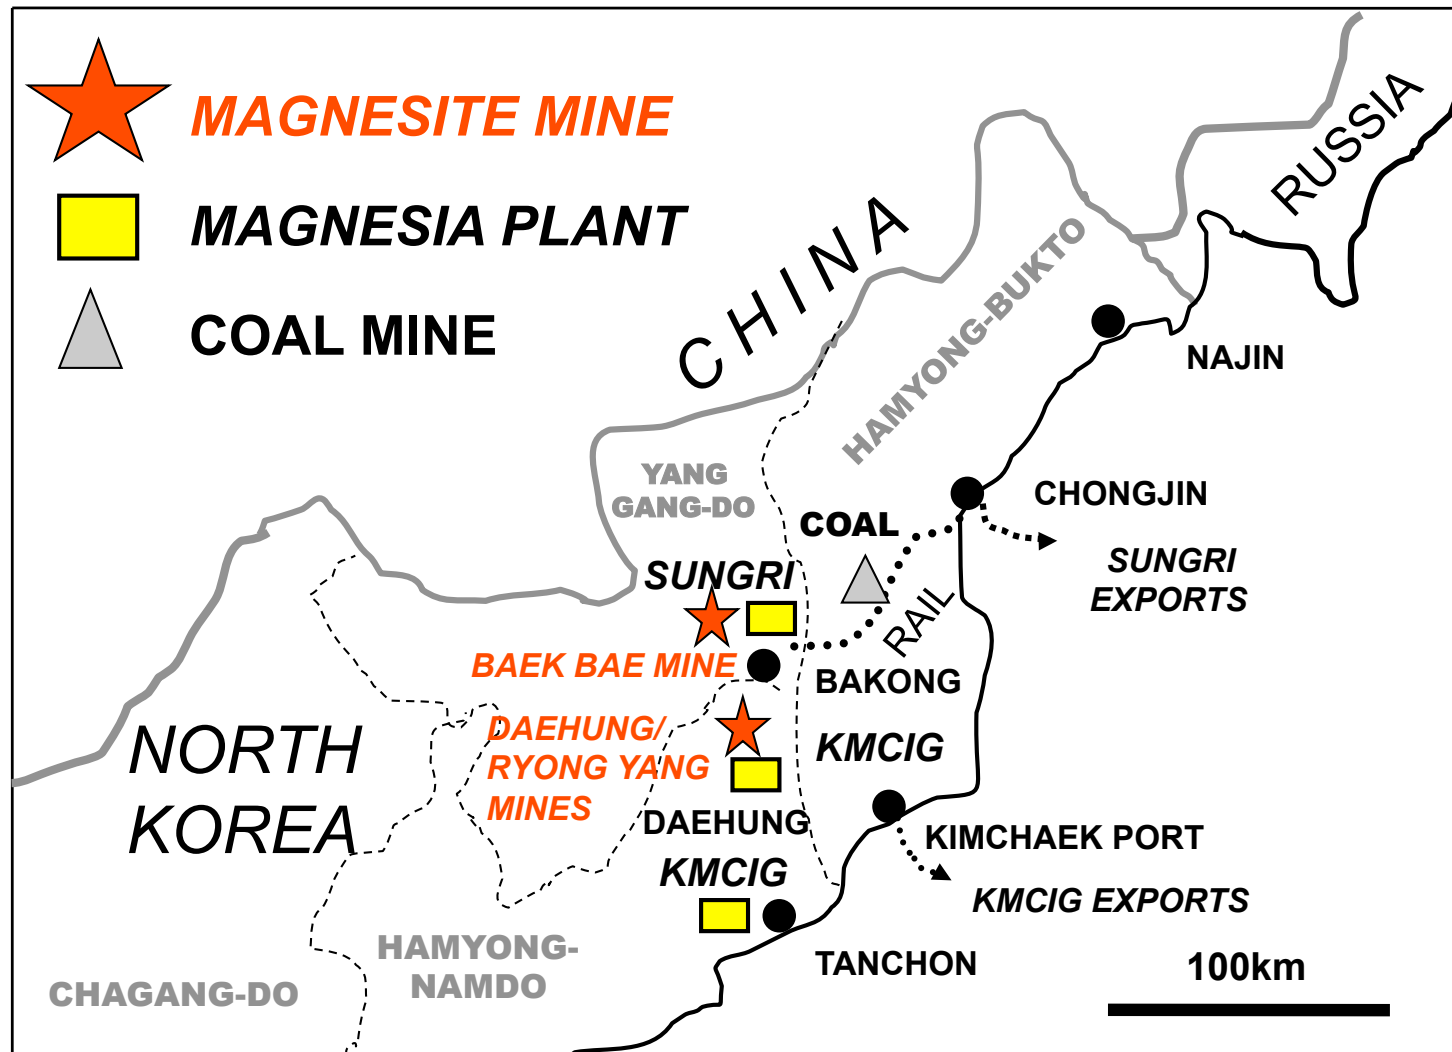 MAGNESITE MINE
MAGNESIA PLANT
COAL MINE
CHINA
RUSSIA
HAMYONG-BUKTO
NAJIN
YANG
GANG-DO
CHONGJIN
COAL
SUNGRI
EXPORTS
SUNGRI
RAIL
BAEK BAE MINE
BAKONG
NORTH
KOREA
DAEHUNG/
RYONG YANG
MINES
KMCIG
DAEHUNG
KIMCHAEK PORT
KMCIG
KMCIG EXPORTS
HAMYONG-
NAMDO
TANCHON
CHAGANG-DO
100km